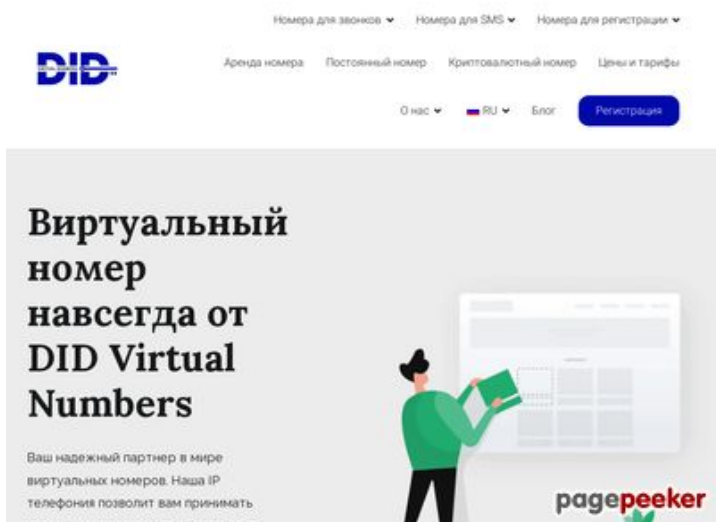 Номера для звонков Номера для SMS Номера для регистрации
DID
Аренда номера Постоянный номер Криптовалютный номер Цены и тарифы
О нас RU Блог Регистрация
Виртуальный
номер
навсегда от
DID Virtual
Numbers
Ваш надежный партнер в мире
виртуальных номеров. Наша IP
телефония позволит вам принимать
pagepeeker